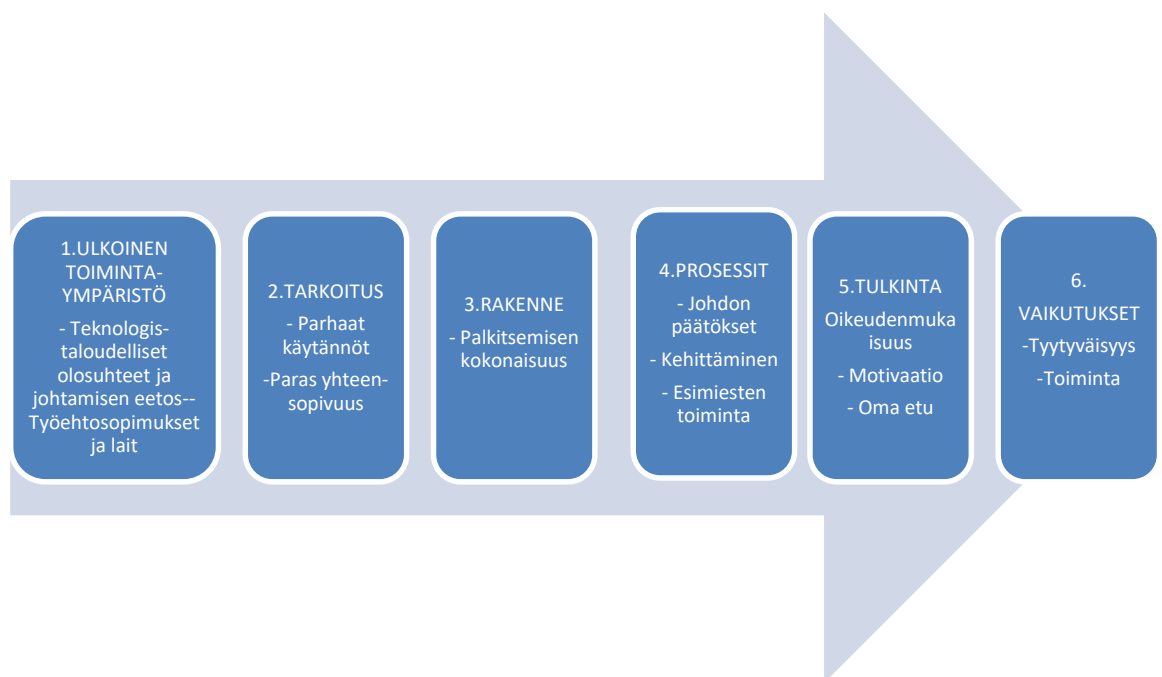 1.ULKOINEN
TOIMINTA-
YMPÄRISTÖ
- Teknologis-
taloudelliset
olosuhteet ja
johtamisen eetos--
Työehtosopimukset
ja lait
2.TARKOITUS
- Parhaat
käytännöt
-Paras yhteen-
sopivuus
3.RAKENNE
- Palkitsemisen
kokonaisuus
4.PROSESSIT
- Johdon
päätökset
- Kehittäminen
- Esimiesten
toiminta
5.TULKINTA
Oikeudenmuka
isuus
- Motivaatio
- Oma etu
6.
VAIKUTUKSET
-Tyytyväisyys
-Toiminta